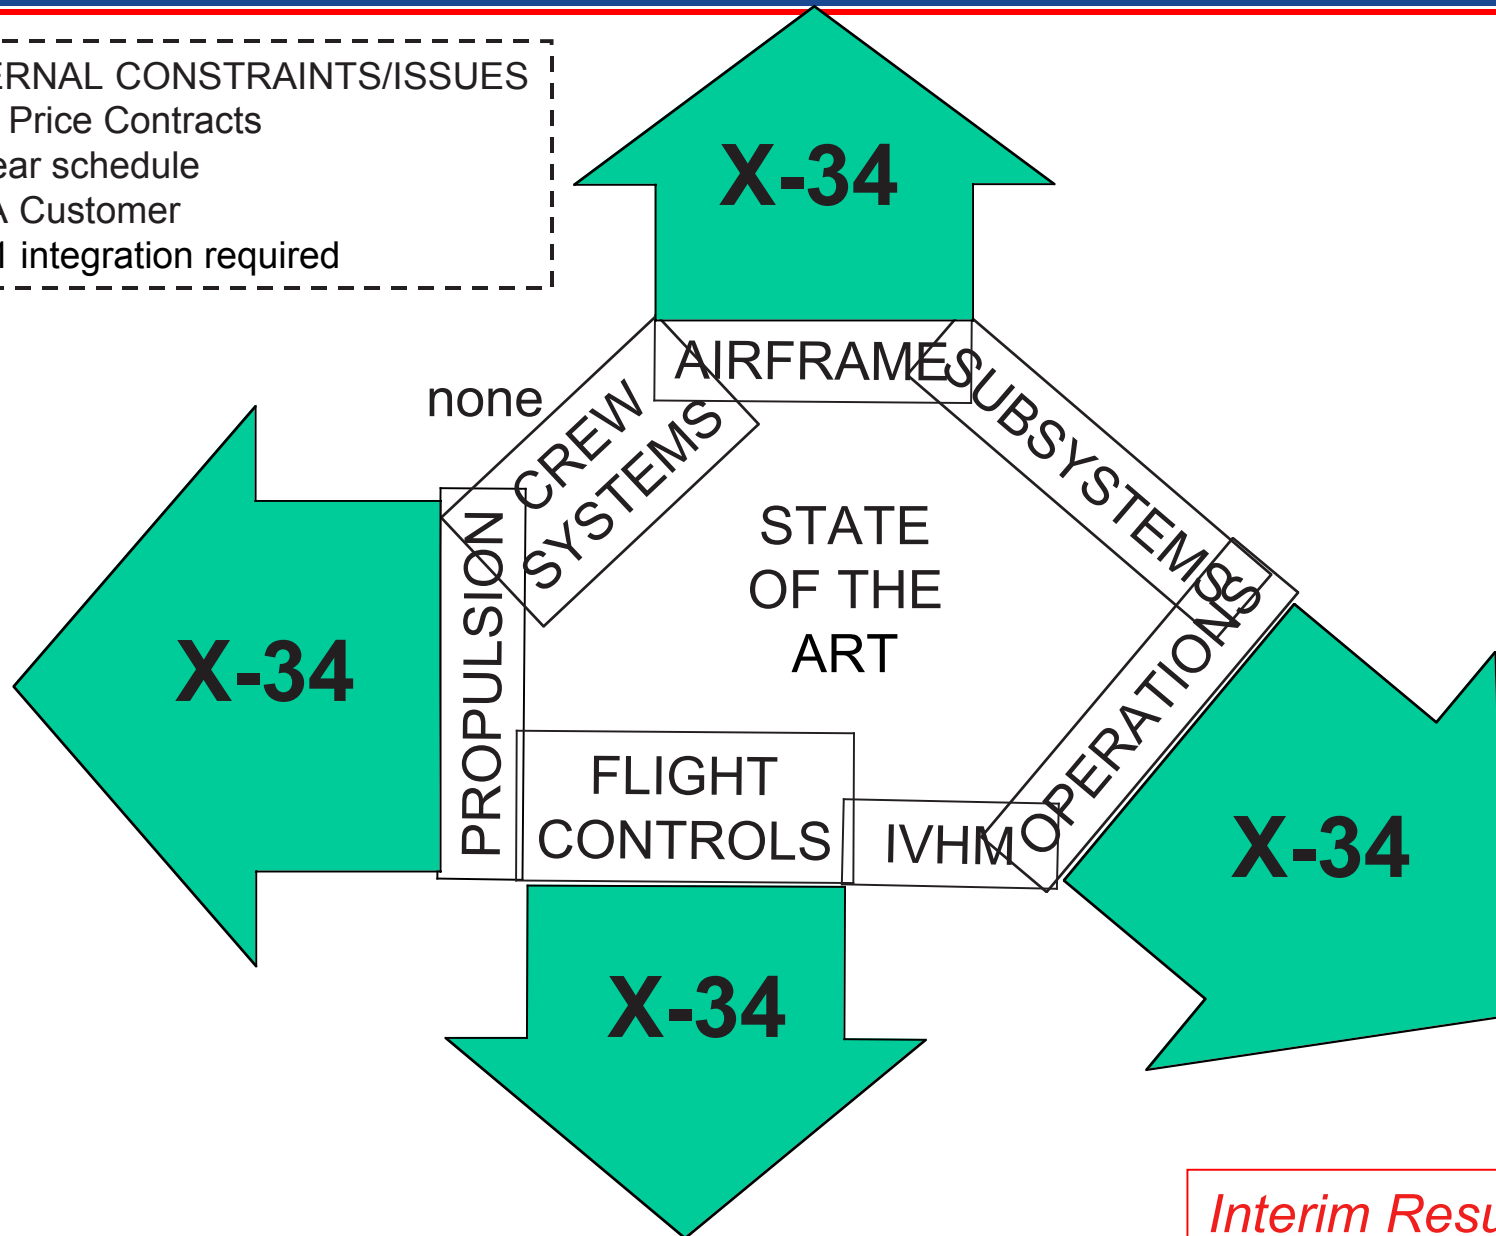 ERNAL CONSTRAINTS/ISSUES
Price Contracts
ear schedule
A Customer
1 integration required
X-34
AIRFRAME
none
CREW
SYSTEMS
SUBSYSTEMS
STATE
OF THE
ART
PROPULSION
X-34
OPERATIONS
X-34
FLIGHT
CONTROLS
IVHM
X-34
Interim Resu